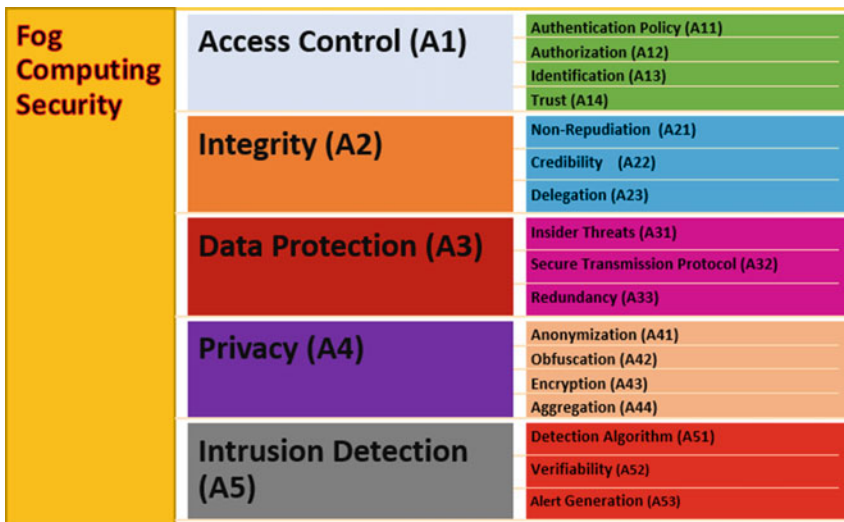 Fog
Computing
Security
Access Control (A1)
Authentication Policy (A11)
Authorization (A12)
Identification (A13)
Trust (A14)
Integrity (A2)
Non-Repudiation (A21)
Credibility (A22)
Delegation (A23)
Data Protection (A3)
Insider Threats (A31)
Secure Transmission Protocol (A32)
Redundancy (A33)
Privacy (A4)
Anonymization (A41)
Obfuscation (A42)
Encryption (A43)
Aggregation (A44)
Intrusion Detection
(A5)
Detection Algorithm (A51)
Verifiability (A52)
Alert Generation (A53)